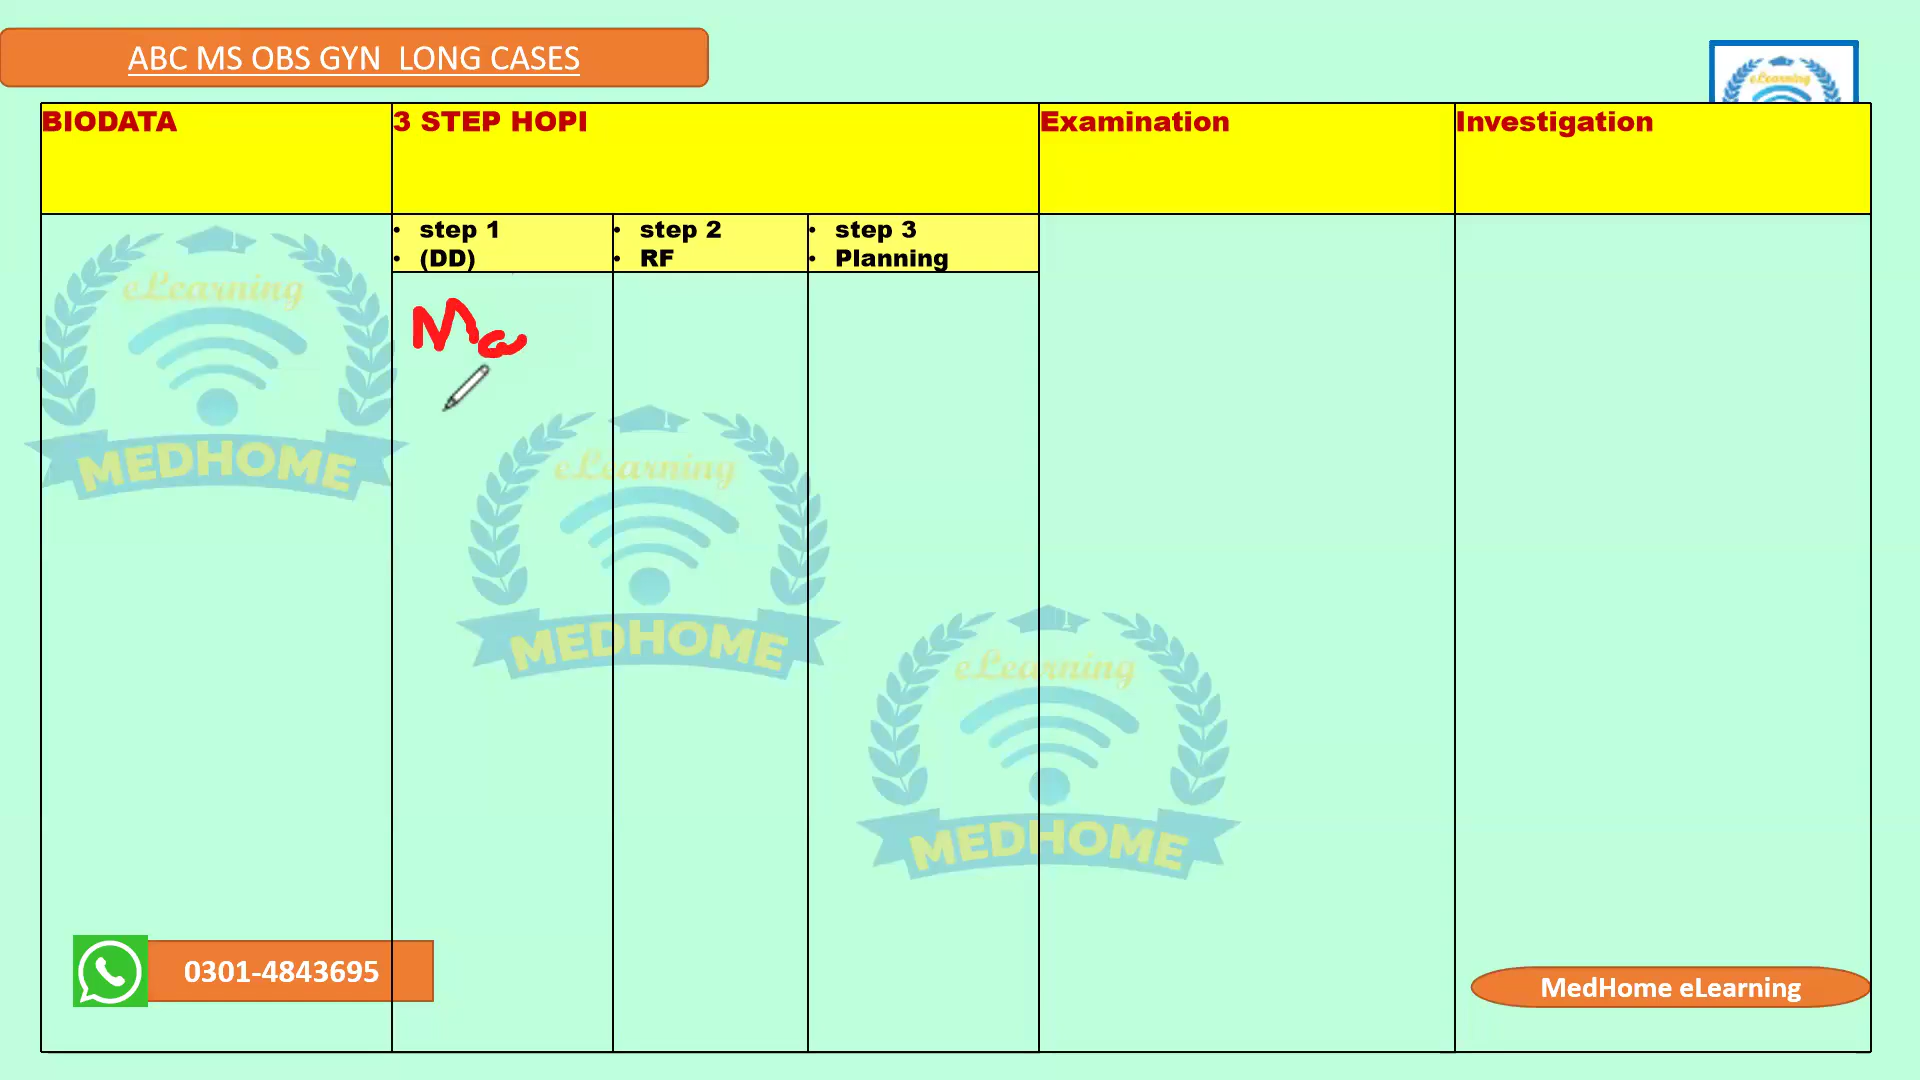 ABC MS OBS GYN LONG CASES
eLearning
BIODATA
3 STEP HOPI
Examination
Investigation
• step 1
• (DD)
• step 2
• RF
• step 3
• Planning
Ma
eLearning
MEDHOME
eLearning
MEDHOME
eLearning
MEDHOME
0301-4843695
MedHome eLearning